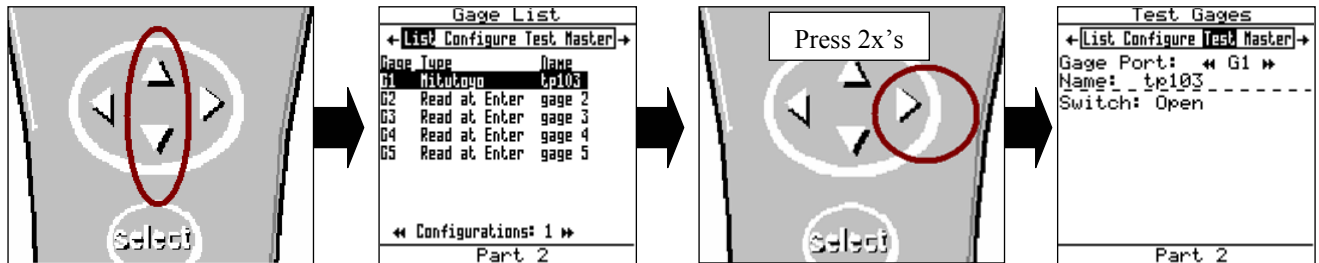 select
Gage List
← List Configure Test Master →
Gage Type Name
G1 Mitutoyo tp103
G2 Read at Enter gage 2
G3 Read at Enter gage 3
G4 Read at Enter gage 4
G5 Read at Enter gage 5
◄◄ Configurations: 1 ►►
Part 2
Press 2x's
select
Test Gages
← List Configure Test Master →
Gage Port: ◄◄ G1 ►►
Name: tp103
Switch: Open
Part 2